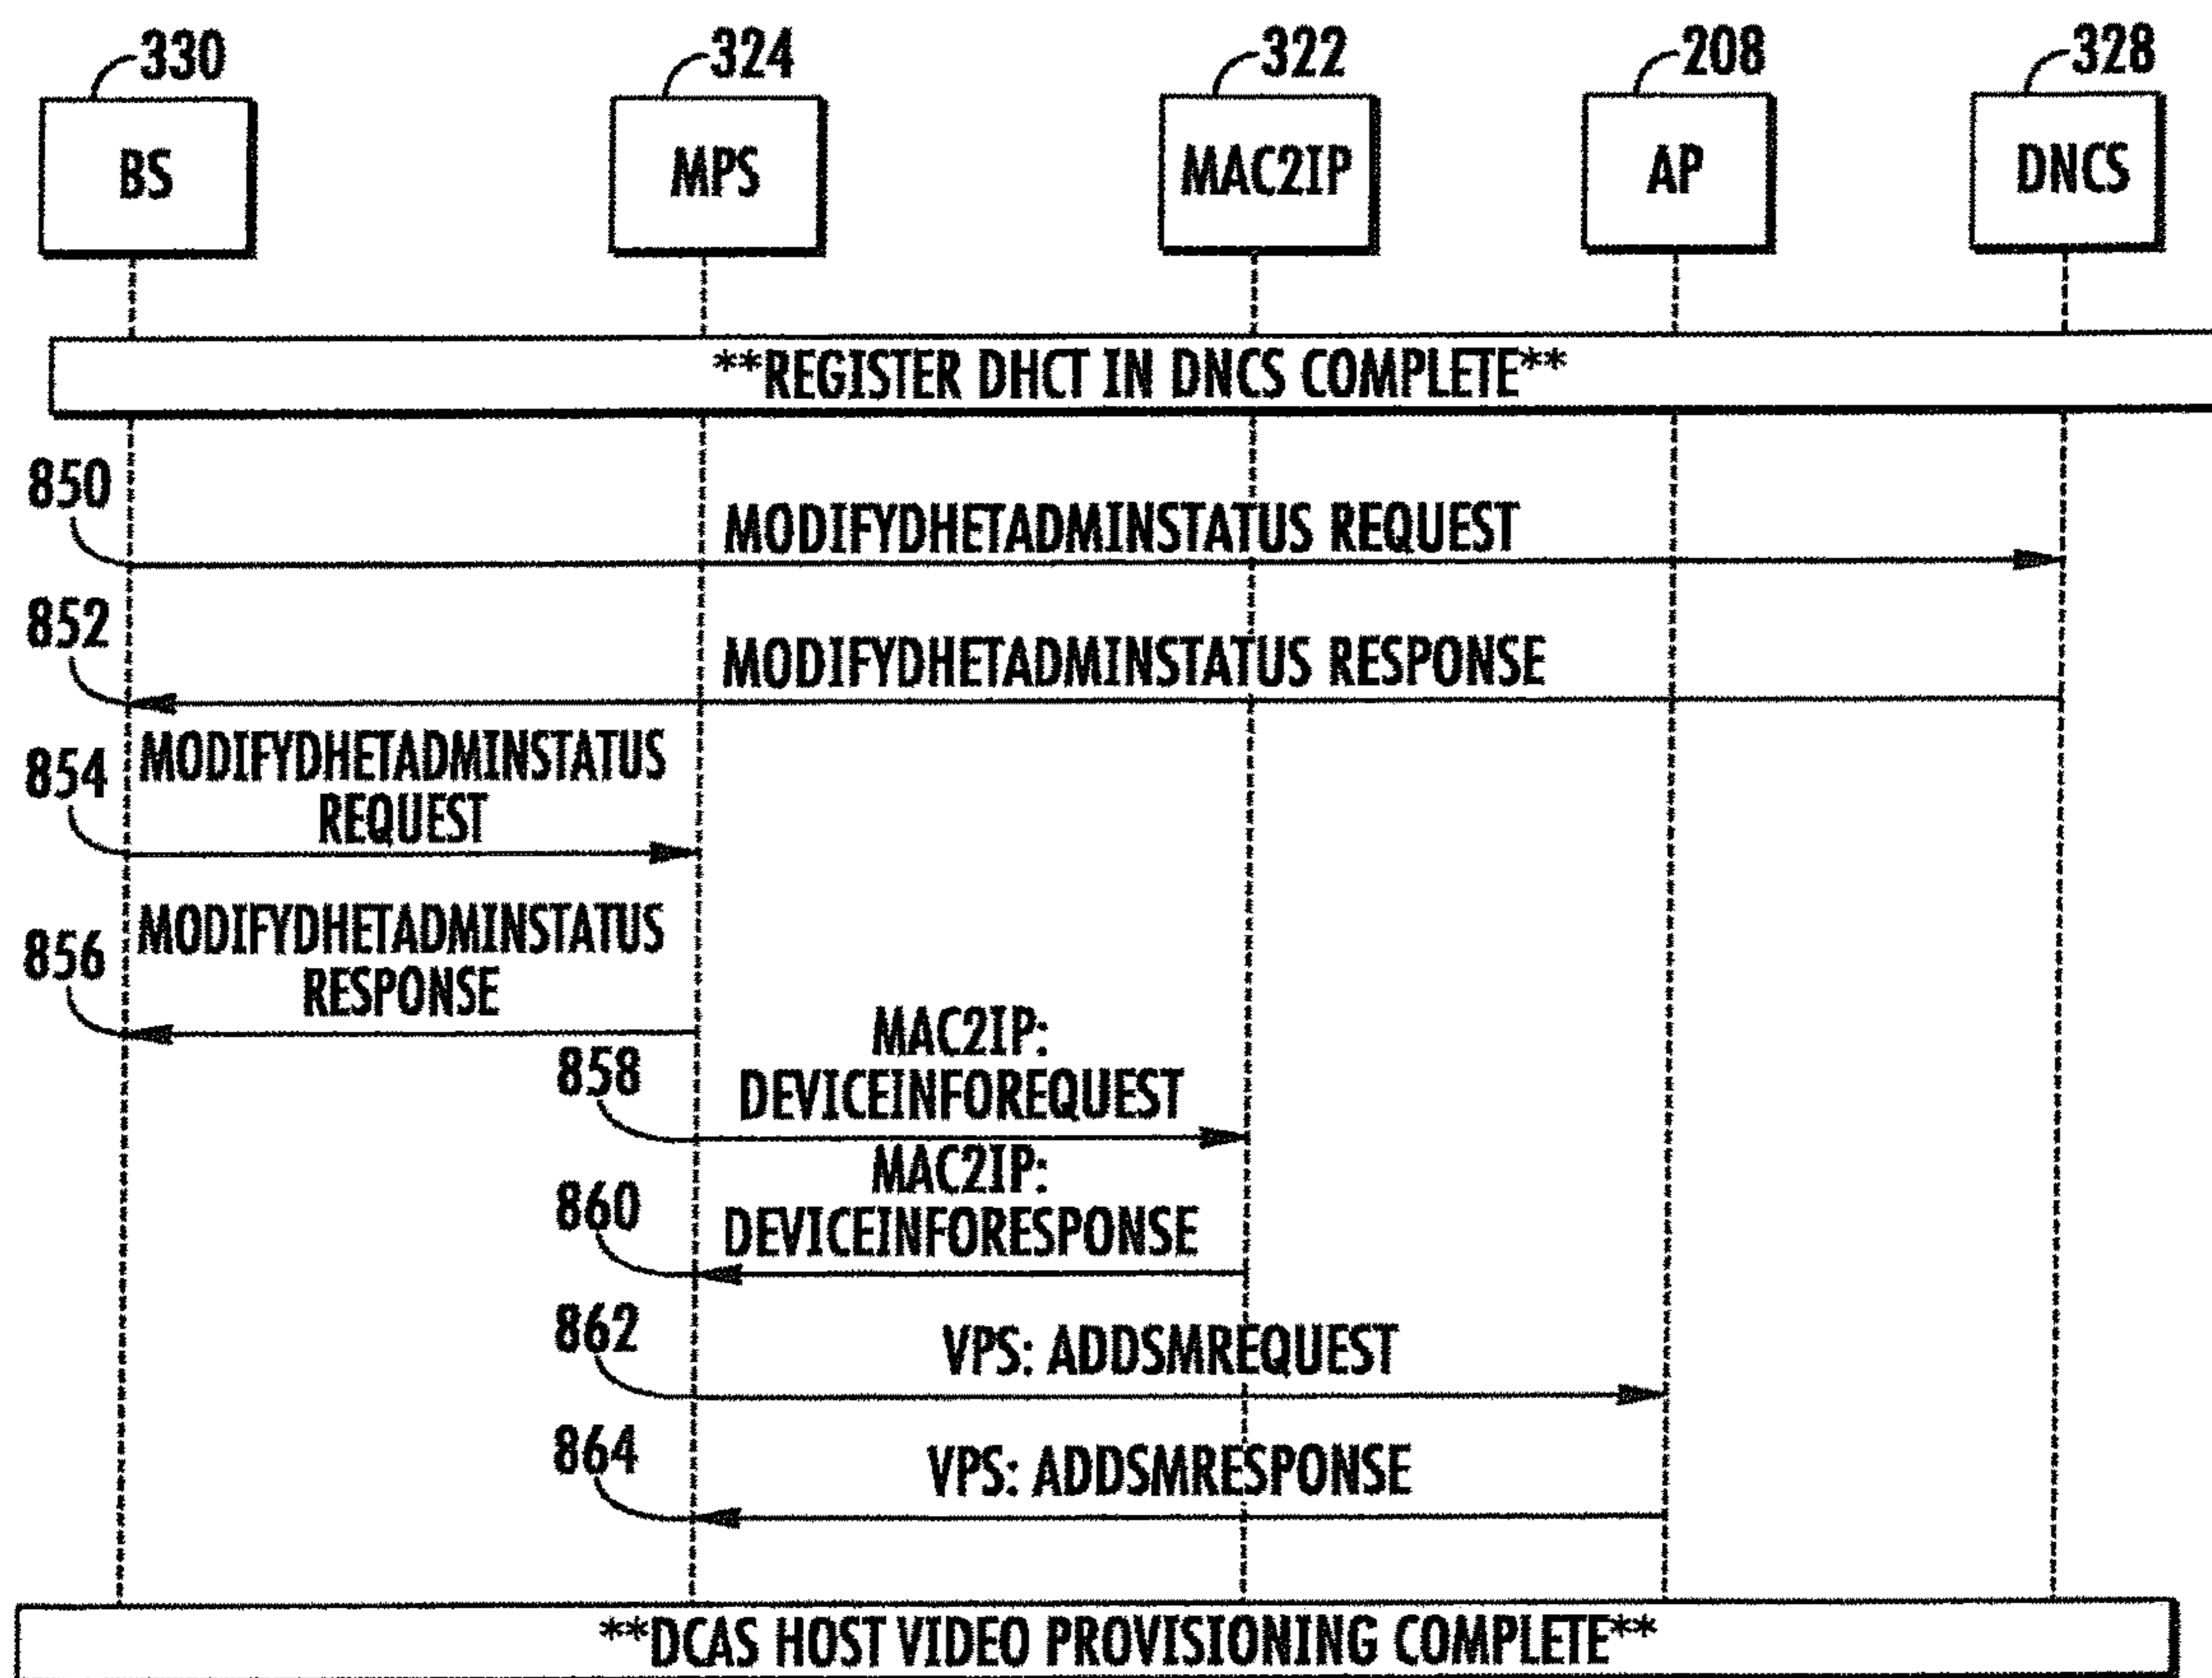 330
324
322
208
328
BS
MPS
MAC2IP
AP
DNCS
**REGISTER DHCT IN DNCS COMPLETE**
850
MODIFYDHETADMINSTATUS REQUEST
852
MODIFYDHETADMINSTATUS RESPONSE
854
MODIFYDHETADMINSTATUS
REQUEST
856
MODIFYDHETADMINSTATUS
RESPONSE
858
MAC2IP:
DEVICEINFOREQUEST
860
MAC2IP:
DEVICEINFORESPONSE
862
VPS: ADDSMREQUEST
864
VPS: ADDSMRESPONSE
**DCAS HOST VIDEO PROVISIONING COMPLETE**